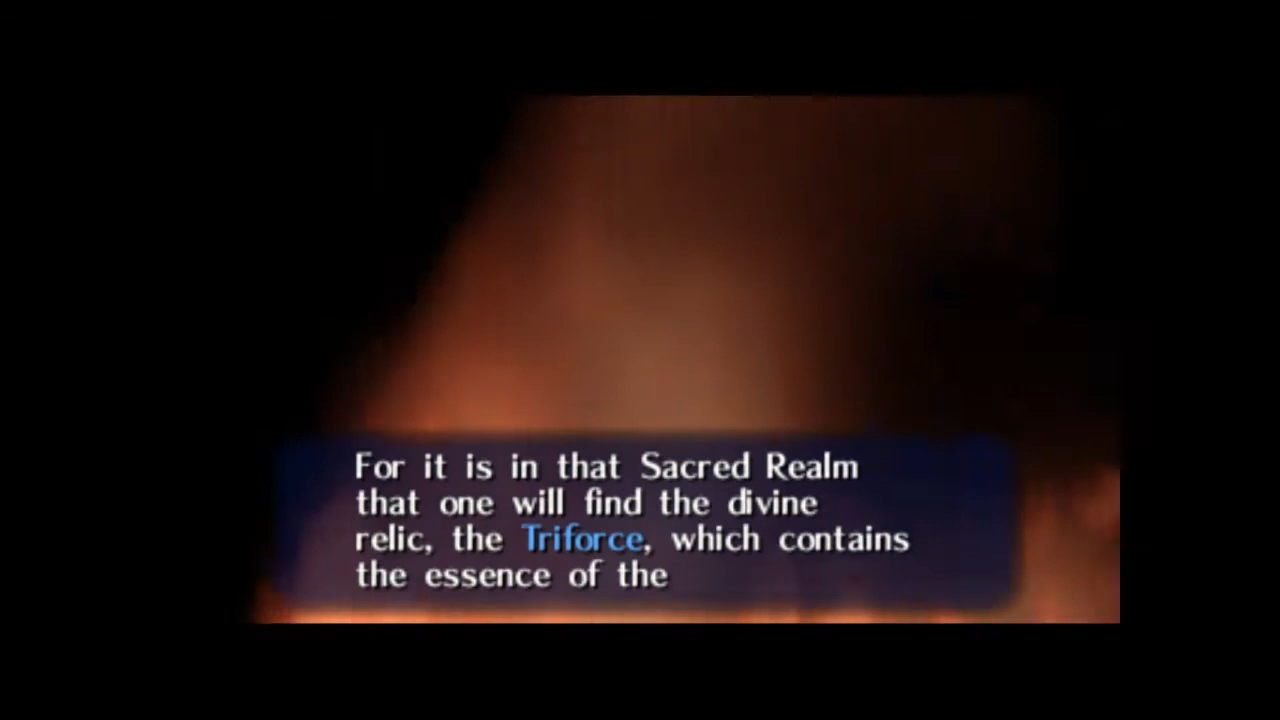 For it is in that Sacred Realm
that one will find the divine
relic, the Triforce, which contains
the essence of the